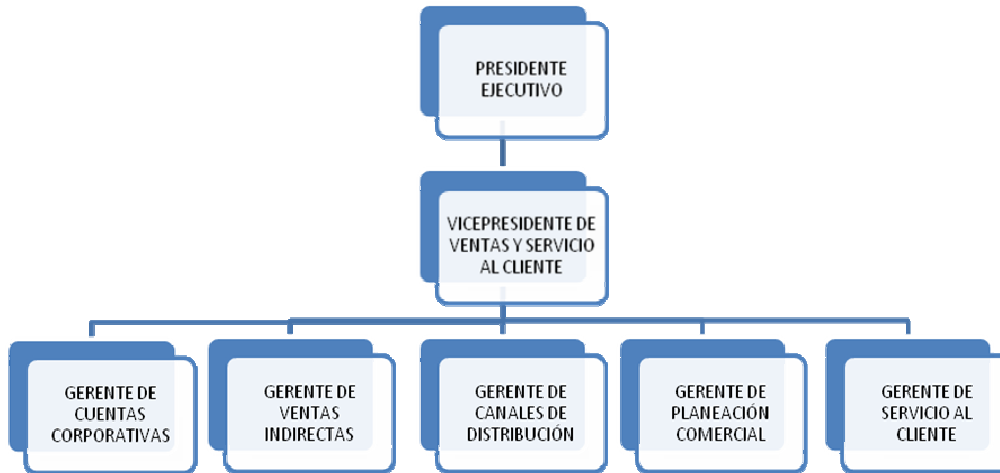 PRESIDENTE
EJECUTIVO
VICEPRESIDENTE DE
VENTAS Y SERVICIO
AL CLIENTE
GERENTE DE
CUENTAS
CORPORATIVAS
GERENTE DE
VENTAS
INDIRECTAS
GERENTE DE
CANALES DE
DISTRIBUCIÓN
GERENTE DE
PLANEACIÓN
COMERCIAL
GERENTE DE
SERVICIO AL
CLIENTE